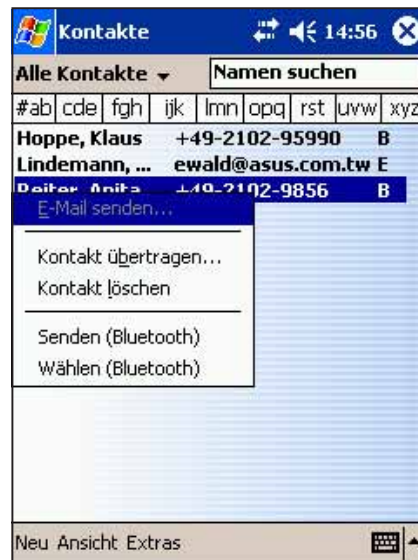 Kontakte 14:56
Alle Kontakte Namen suchen
#ab cde fgh ijk lmn opq rst uvw xyz
Hoppe, Klaus +49-2102-95990 B
Lindemann, ... ewald@asus.com.tw E
Reiter, Anita +49-2102-9856 B
E-Mail senden...
Kontakt übertragen...
Kontakt löschen
Senden (Bluetooth)
Wählen (Bluetooth)
Neu Ansicht Extras